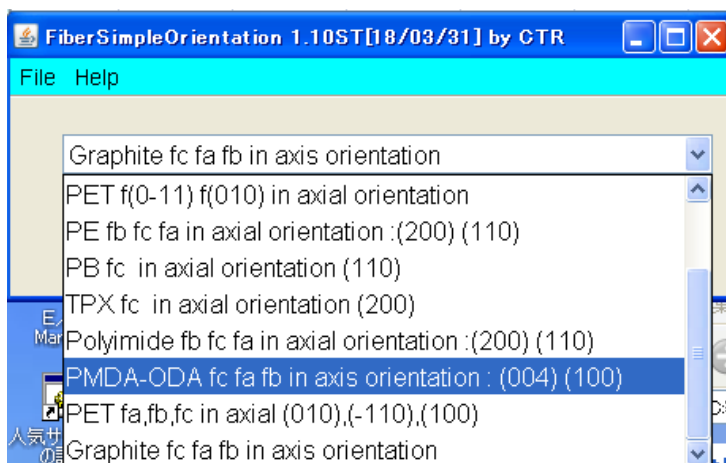 FiberSimpleOrientation 1.10ST[18/03/31] by CTR
File Help
Graphite fc fa fb in axis orientation
PET f(0-11) f(010) in axial orientation
PE fb fc fa in axial orientation :(200) (110)
PB fc in axial orientation (110)
TPX fc in axial orientation (200)
Polyimide fb fc fa in axial orientation :(200) (110)
PMDA-ODA fc fa fb in axis orientation : (004) (100)
PET fa,fb,fc in axial (010),(-110),(100)
Graphite fc fa fb in axis orientation
Mar
人気サ